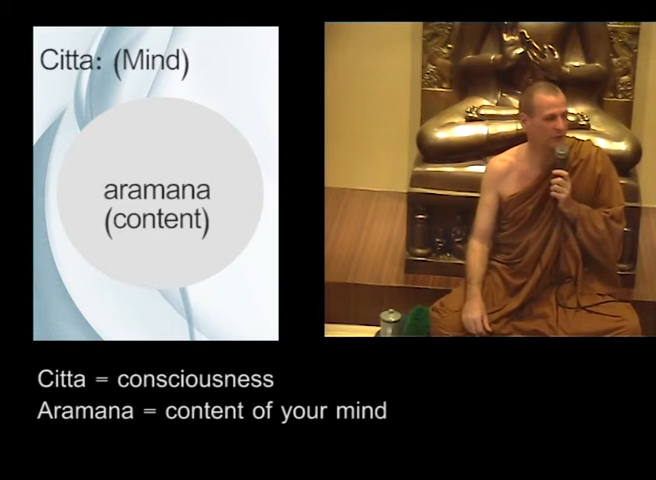 Citta: (Mind)
aramana
(content)
Citta = consciousness
Aramana = content of your mind